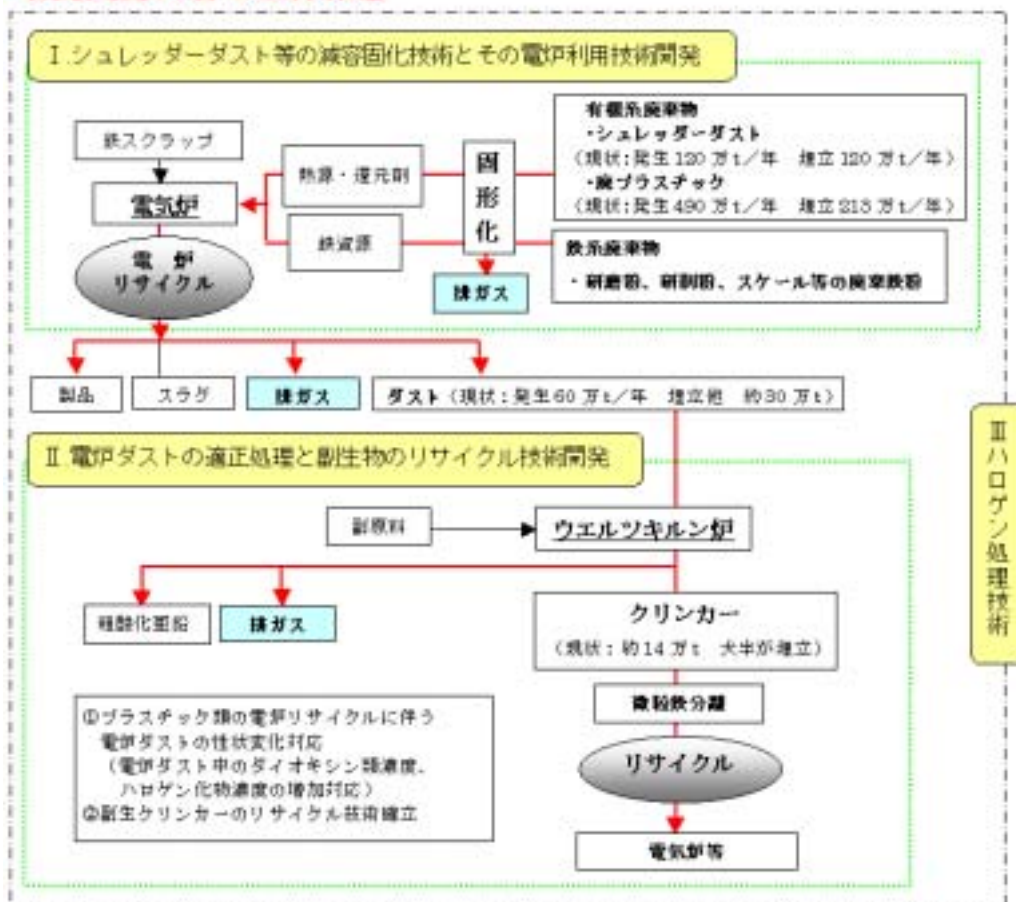 Ⅰ.シュレッダーダスト等の減容固化技術とその電炉利用技術開発
鉄スクラップ
電気炉
電 炉
リサイクル
熱源・還元剤
鉄資源
固形化
排ガス
有機系廃棄物
・シュレッダーダスト
(現状:発生120万t/年 埋立120万t/年)
・廃プラスチック
(現状:発生490万t/年 埋立213万t/年)
鉄系廃棄物
・研磨粉、研削粉、スケール等の廃棄鉄粉
製品
スラグ
排ガス
ダスト(現状:発生60万t/年 埋立他 約30万t)
Ⅱ.電炉ダストの適正処理と副生物のリサイクル技術開発
副原料
ウエルツキルン炉
粗酸化亜鉛
排ガス
クリンカー
(現状:約14万t 大半が埋立)
微粒鉄分離
リサイクル
電気炉等
①プラスチック類の電炉リサイクルに伴う
電炉ダストの性状変化対応
(電炉ダスト中のダイオキシン類濃度、
ハロゲン化物濃度の増加対応)
②副生クリンカーのリサイクル技術確立
Ⅲハロゲン処理技術